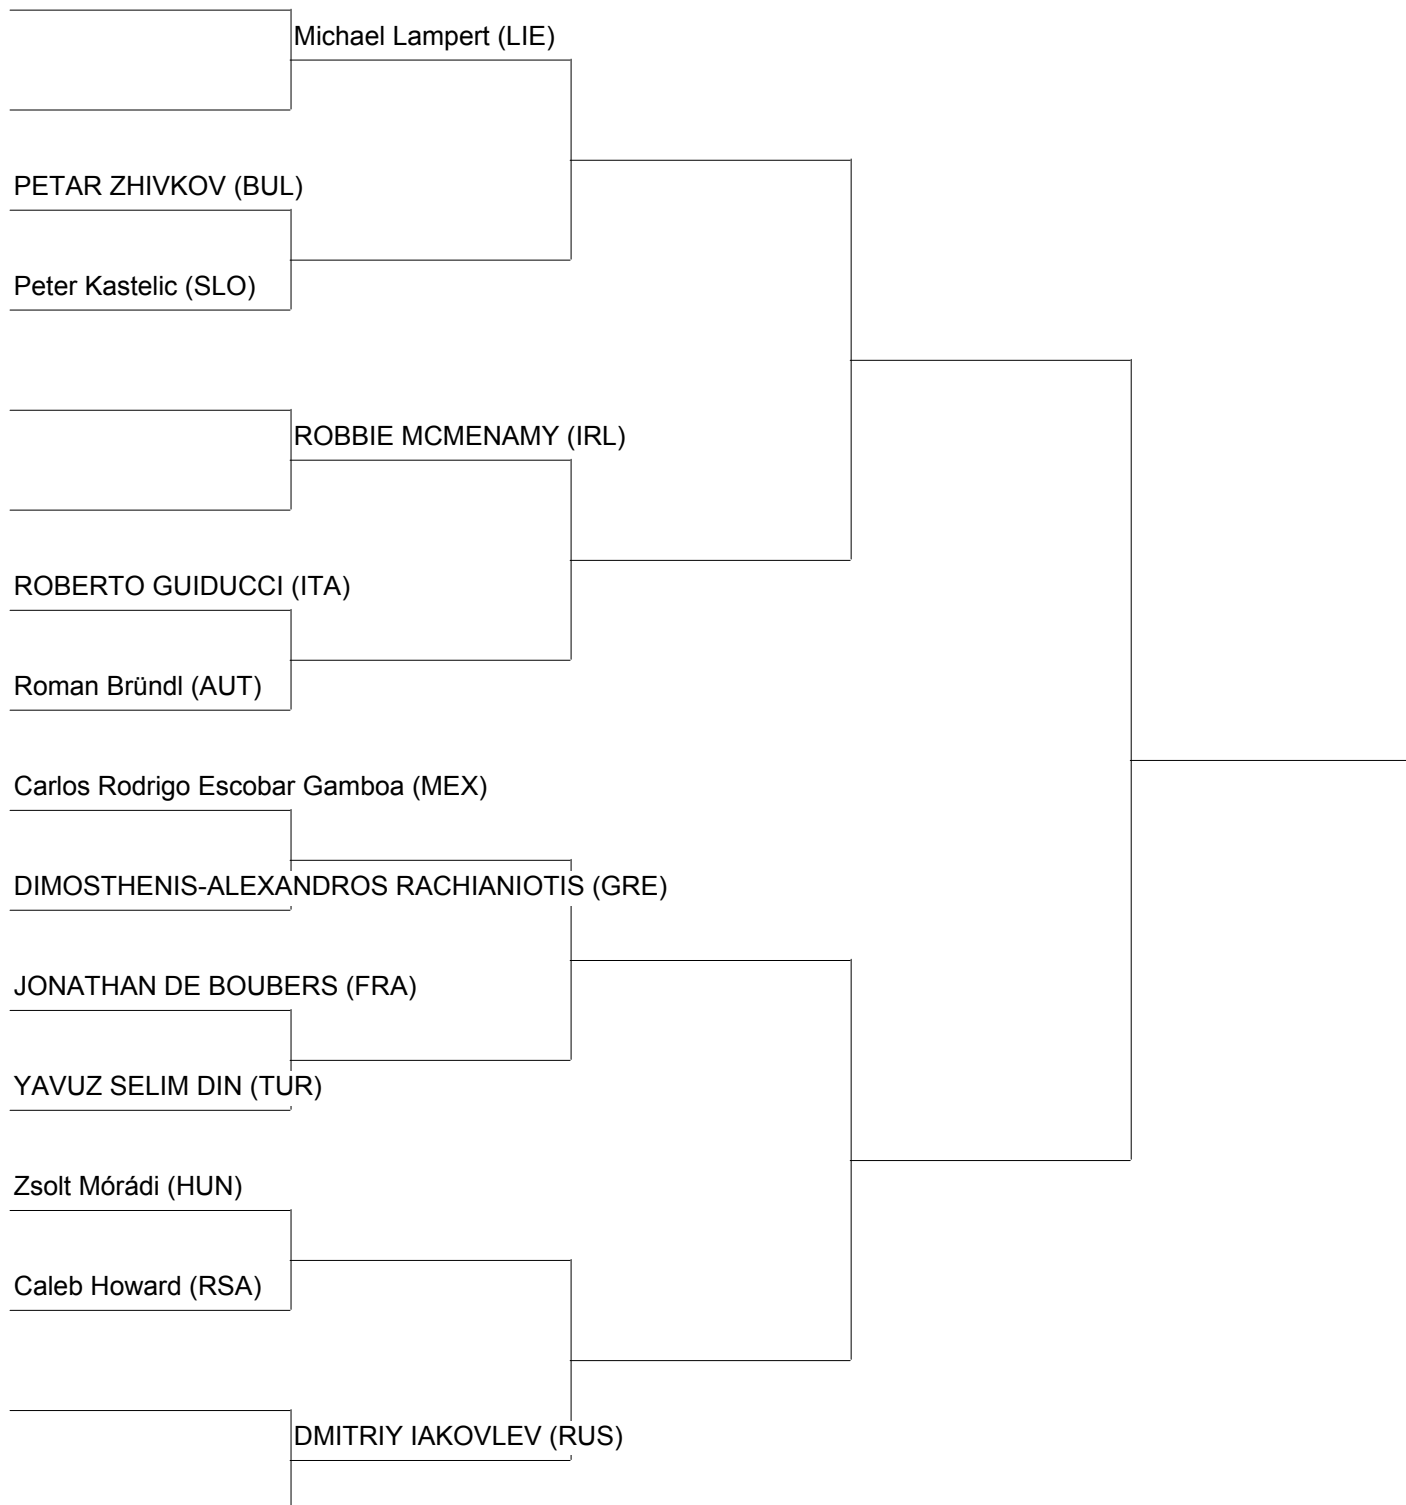 Michael Lampert (LIE)
PETAR ZHIVKOV (BUL)
Peter Kastelic (SLO)
ROBBIE MCMENAMY (IRL)
ROBERTO GUIDUCCI (ITA)
Roman Bründl (AUT)
Carlos Rodrigo Escobar Gamboa (MEX)
DIMOSTHENIS-ALEXANDROS RACHIANIOTIS (GRE)
JONATHAN DE BOUBERS (FRA)
YAVUZ SELIM DIN (TUR)
Zsolt Mórádi (HUN)
Caleb Howard (RSA)
DMITRIY IAKOVLEV (RUS)